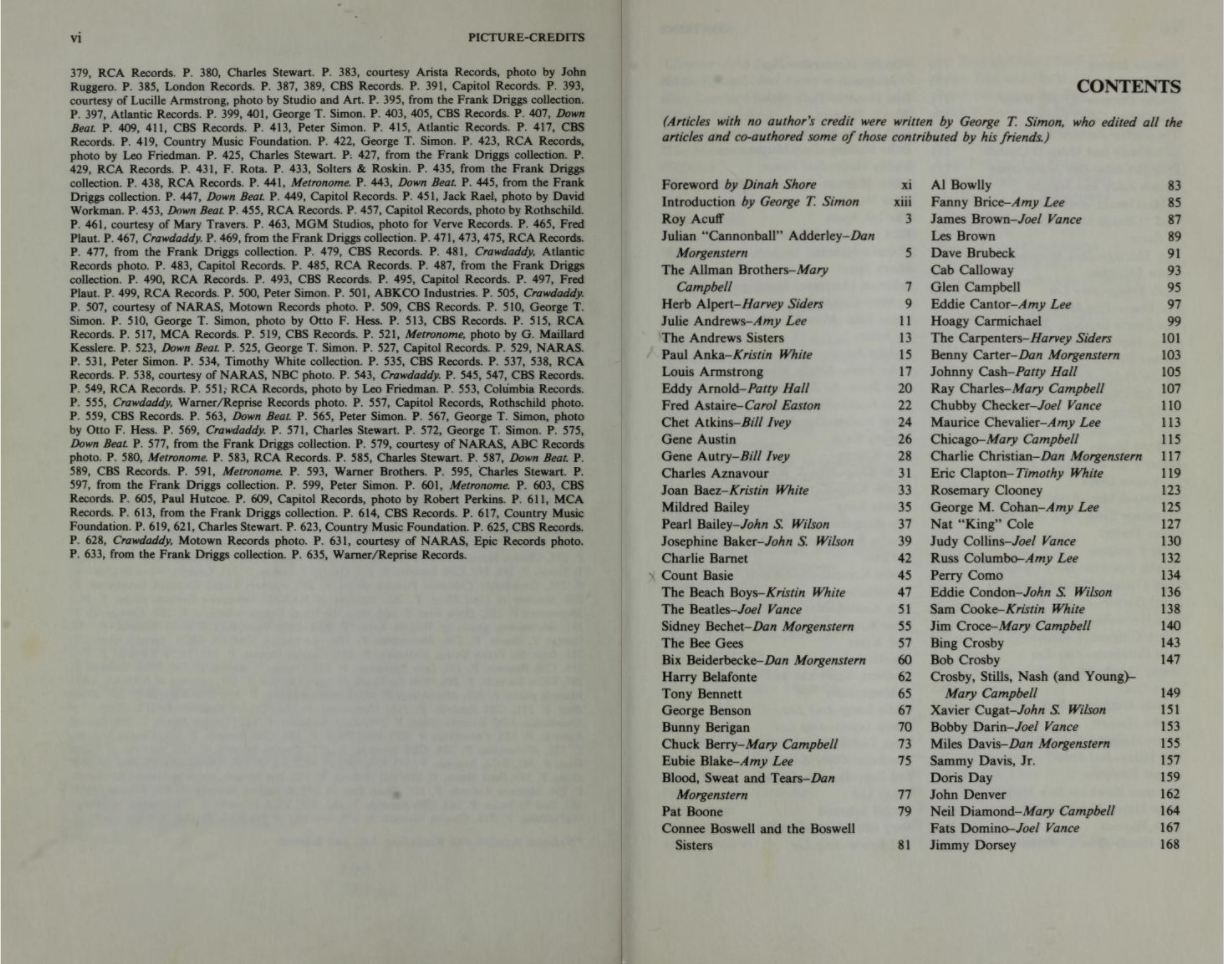 vi
PICTURE-CREDITS
379, RCA Records. P. 380, Charles Stewart. P. 383, courtesy Arista Records, photo by John
Ruggero. P. 385, London Records. P. 387, 389, CBS Records. P. 391, Capitol Records. P. 393,
courtesy of Lucille Armstrong, photo by Studio and Art. P. 395, from the Frank Driggs collection.
P. 397, Atlantic Records. P. 399, 401, George T. Simon. P. 403, 405, CBS Records. P. 407, Down
Beat. P. 409, 411, CBS Records. P. 413, Peter Simon. P. 415, Atlantic Records. P. 417, CBS
Records. P. 419, Country Music Foundation. P. 422, George T. Simon. P. 423, RCA Records,
photo by Leo Friedman. P. 425, Charles Stewart. P: 427, from the Frank Driggs collection. P.
429, RCA Records. P. 431, F. Rota. P. 433, Solters & Roskin. P. 435, from the Frank Driggs
collection. P. 438, RCA Records. P. 441, Metronome. P. 443, Down Beat. P. 445, from the Frank
Driggs collection. P. 447, Down Beat. P. 449, Capitol Records. P. 451, Jack Rael, photo by David
Workman. P. 453, Down Beat. P. 455, RCA Records. P. 457, Capitol Records, photo by Rothschild.
P. 461, courtesy of Mary Travers. P. 463, MGM Studios, photo for Verve Records. P. 465, Fred
Plaut. P. 467, Crawdaddy. P. 469, from the Frank Driggs collection. P. 471, 473, 475, RCA Records.
P. 477, from the Frank Driggs collection. P. 479, CBS Records. P. 481, Crawdaddy, Atlantic
Records photo. P. 483, Capitol Records. P. 485, RCA Records. P. 487, from the Frank Driggs
collection. P. 490, RCA Records. P. 493, CBS Records. P. 495, Capitol Records. P. 497, Fred
Plaut. P. 499, RCA Records. P. 500, Peter Simon. P. 501, ABKCO Industries. P. 505, Crawdaddy.
P. 507, courtesy of NARAS, Motown Records photo. P. 509, CBS Records. P. 510, George T.
Simon. P. 510, George T. Simon, photo by Otto F. Hess. P. 513, CBS Records. P. 515, RCA
Records. P. 517, MCA Records. P. 519, CBS Records. P. 521, Metronome, photo by G. Maillard
Kesslere. P. 523, Down Beat. P. 525, George T. Simon. P. 527, Capitol Records. P. 529, NARAS.
P. 531, Peter Simon. P. 534, Timothy White collection. P. 535, CBS Records. P. 537, 538, RCA
Records. P. 538, courtesy of NARAS, NBC photo. P. 543, Crawdaddy. P. 545, 547, CBS Records.
P. 549, RCA Records. P. 551; RCA Records, photo by Leo Friedman. P. 553, Columbia Records.
P. 555, Crawdaddy, Warner/Reprise Records photo. P. 557, Capitol Records, Rothschild photo.
P. 559, CBS Records. P. 563, Down Beat. P. 565, Peter Simon. P. 567, George T. Simon, photo
by Otto F. Hess. P. 569, Crawdaddy. P. 571, Charles Stewart. P. 572, George T. Simon. P. 575,
Down Beat. P. 577, from the Frank Driggs collection. P. 579, courtesy of NARAS, ABC Records
photo. P. 580, Metronome. P. 583, RCA Records. P. 585, Charles Stewart. P. 587, Down Beat. P.
589, CBS Records. P. 591, Metronome. P. 593, Warner Brothers. P. 595, Charles Stewart. P.
597, from the Frank Driggs collection. P. 599, Peter Simon. P. 601, Metronome. P. 603, CBS
Records. P. 605, Paul Hutcoe. P. 609, Capitol Records, photo by Robert Perkins. P. 611, MCA
Records. P. 613, from the Frank Driggs collection. P. 614, CBS Records. P. 617, Country Music
Foundation. P. 619, 621, Charles Stewart. P. 623, Country Music Foundation. P. 625, CBS Records.
P. 628, Crawdaddy, Motown Records photo. P. 631, courtesy of NARAS, Epic Records photo.
P. 633, from the Frank Driggs collection. P. 635, Warner/Reprise Records.
CONTENTS
(Articles with no author's credit were written by George T. Simon, who edited all the
articles and co-authored some of those contributed by his friends.)
Foreword by Dinah Shore xi
Introduction by George T. Simon xiii
Roy Acuff 3
Julian "Cannonball" Adderley–Dan
Morgenstern 5
The Allman Brothers–Mary
Campbell 7
Herb Alpert–Harvey Siders 9
Julie Andrews–Amy Lee 11
The Andrews Sisters 13
Paul Anka–Kristin White 15
Louis Armstrong 17
Eddy Arnold–Patty Hall 20
Fred Astaire–Carol Easton 22
Chet Atkins–Bill Ivey 24
Gene Austin 26
Gene Autry–Bill Ivey 28
Charles Aznavour 31
Joan Baez–Kristin White 33
Mildred Bailey 35
Pearl Bailey–John S. Wilson 37
Josephine Baker–John S. Wilson 39
Charlie Barnet 42
Count Basie 45
The Beach Boys–Kristin White 47
The Beatles–Joel Vance 51
Sidney Bechet–Dan Morgenstern 55
The Bee Gees 57
Bix Beiderbecke–Dan Morgenstern 60
Harry Belafonte 62
Tony Bennett 65
George Benson 67
Bunny Berigan 70
Chuck Berry–Mary Campbell 73
Eubie Blake–Amy Lee 75
Blood, Sweat and Tears–Dan
Morgenstern 77
Pat Boone 79
Connee Boswell and the Boswell
Sisters 81
Al Bowlly 83
Fanny Brice–Amy Lee 85
James Brown–Joel Vance 87
Les Brown 89
Dave Brubeck 91
Cab Calloway 93
Glen Campbell 95
Eddie Cantor–Amy Lee 97
Hoagy Carmichael 99
The Carpenters–Harvey Siders 101
Benny Carter–Dan Morgenstern 103
Johnny Cash–Patty Hall 105
Ray Charles–Mary Campbell 107
Chubby Checker–Joel Vance 110
Maurice Chevalier–Amy Lee 113
Chicago–Mary Campbell 115
Charlie Christian–Dan Morgenstern 117
Eric Clapton–Timothy White 119
Rosemary Clooney 123
George M. Cohan–Amy Lee 125
Nat "King" Cole 127
Judy Collins–Joel Vance 130
Russ Columbo–Amy Lee 132
Perry Como 134
Eddie Condon–John S. Wilson 136
Sam Cooke–Kristin White 138
Jim Croce–Mary Campbell 140
Bing Crosby 143
Bob Crosby 147
Crosby, Stills, Nash (and Young)–
Mary Campbell 149
Xavier Cugat–John S. Wilson 151
Bobby Darin–Joel Vance 153
Miles Davis–Dan Morgenstern 155
Sammy Davis, Jr. 157
Doris Day 159
John Denver 162
Neil Diamond–Mary Campbell 164
Fats Domino–Joel Vance 167
Jimmy Dorsey 168